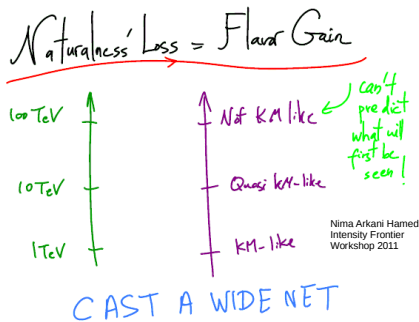 Naturalness' Loss = Flavor Gain
100 TeV
10 TeV
1 TeV
Not KM like
Quasi KM-like
KM-like
can't
predict
what will
first be
seen!
Nima Arkani Hamed
Intensity Frontier
Workshop 2011
CAST A WIDE NET